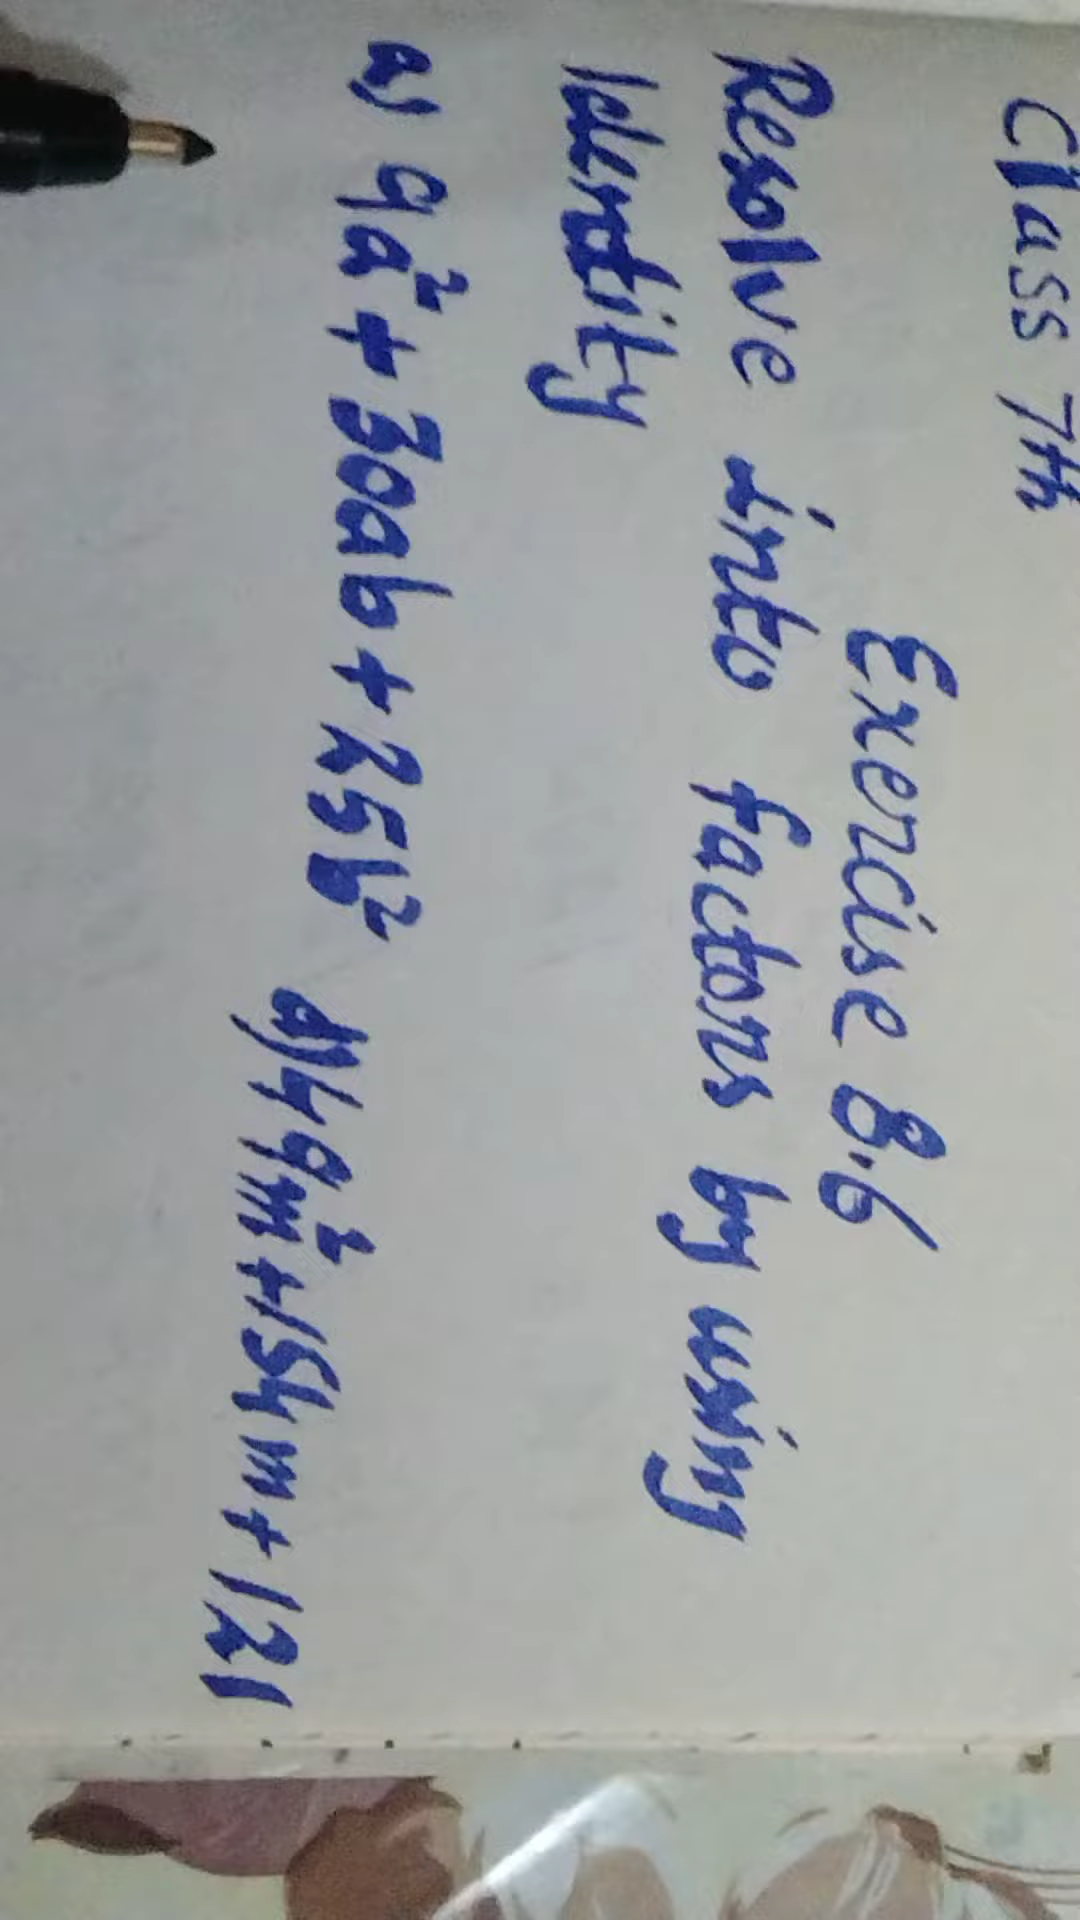 Class 7th
Exercise 8.6
Resolve into factors by using
Identity
a) 9a²+30ab+25b² d) 49m²+154m+121